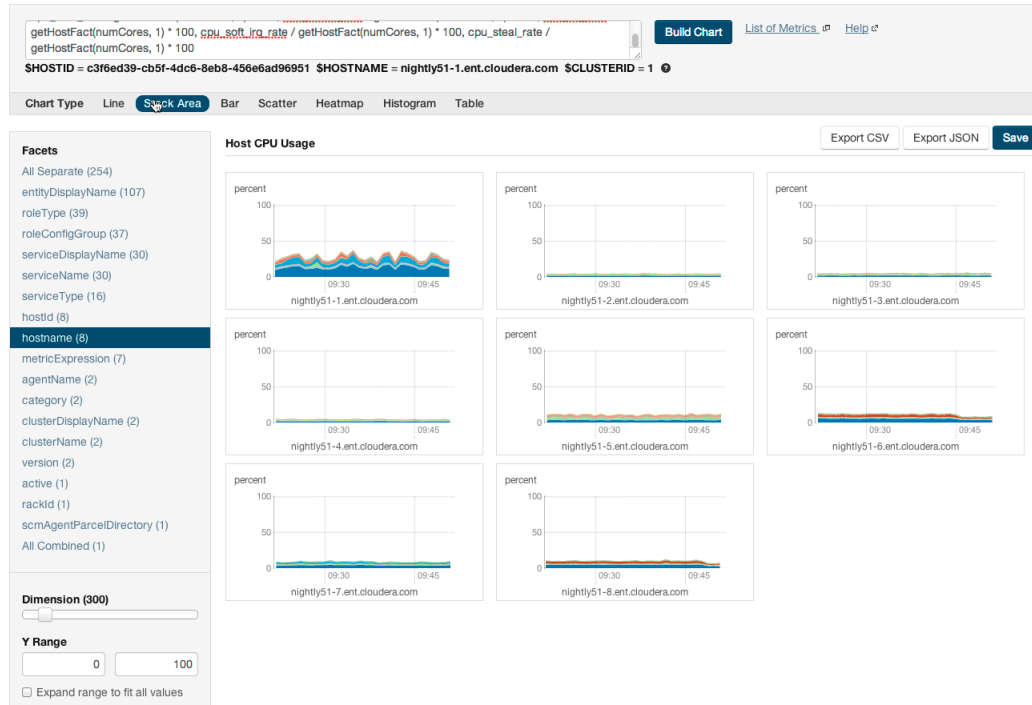 getHostFact(numCores, 1) * 100, cpu_soft_irq_rate / getHostFact(numCores, 1) * 100, cpu_steal_rate /
getHostFact(numCores, 1) * 100
Build Chart
List of Metrics
Help
$HOSTID = c3f6ed39-cb5f-4dc6-8eb8-456e6ad96951 $HOSTNAME = nightly51-1.ent.cloudera.com $CLUSTERID = 1
Chart Type Line Stack Area Bar Scatter Heatmap Histogram Table
Facets
All Separate (254)
entityDisplayName (107)
roleType (39)
roleConfigGroup (37)
serviceDisplayName (30)
serviceName (30)
serviceType (16)
hostId (8)
hostname (8)
metricExpression (7)
agentName (2)
category (2)
clusterDisplayName (2)
clusterName (2)
version (2)
active (1)
rackId (1)
scmAgentParcelDirectory (1)
All Combined (1)
Dimension (300)
Y Range
0 100
Expand range to fit all values
Host CPU Usage
Export CSV Export JSON Save
percent
100
50
0
09:30 09:45
nightly51-1.ent.cloudera.com
percent
100
50
0
09:30 09:45
nightly51-2.ent.cloudera.com
percent
100
50
0
09:30 09:45
nightly51-3.ent.cloudera.com
percent
100
50
0
09:30 09:45
nightly51-4.ent.cloudera.com
percent
100
50
0
09:30 09:45
nightly51-5.ent.cloudera.com
percent
100
50
0
09:30 09:45
nightly51-6.ent.cloudera.com
percent
100
50
0
09:30 09:45
nightly51-7.ent.cloudera.com
percent
100
50
0
09:30 09:45
nightly51-8.ent.cloudera.com